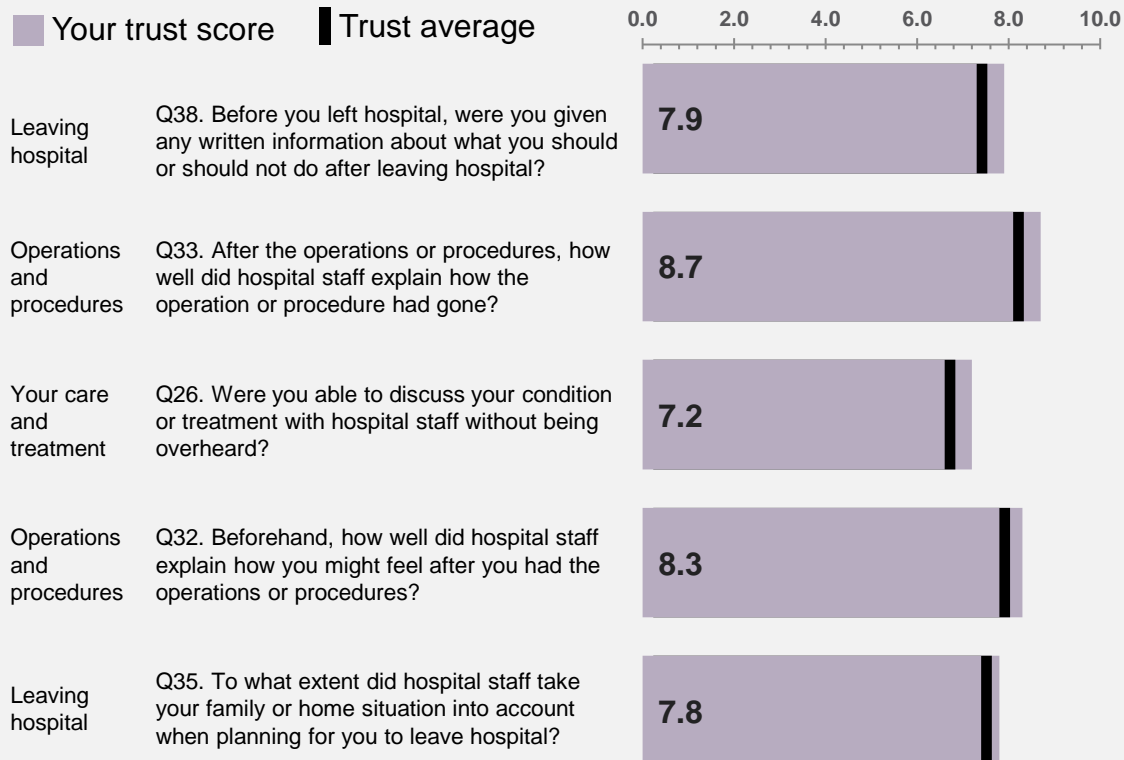 Your trust score
Trust average
0.0 2.0 4.0 6.0 8.0 10.0
Leaving
hospital
Q38. Before you left hospital, were you given
any written information about what you should
or should not do after leaving hospital?
7.9
Operations
and
procedures
Q33. After the operations or procedures, how
well did hospital staff explain how the
operation or procedure had gone?
8.7
Your care
and
treatment
Q26. Were you able to discuss your condition
or treatment with hospital staff without being
overheard?
7.2
Operations
and
procedures
Q32. Beforehand, how well did hospital staff
explain how you might feel after you had the
operations or procedures?
8.3
Leaving
hospital
Q35. To what extent did hospital staff take
your family or home situation into account
when planning for you to leave hospital?
7.8